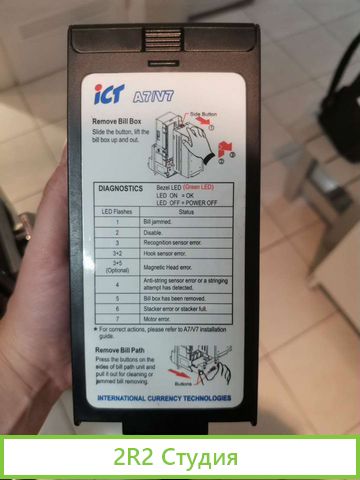 ICT A7/V7
Remove Bill Box
Side Button
Slide the button, lift the
bill box up and out.
DIAGNOSTICS
Bezel LED (Green LED)
LED ON = OK
LED OFF = POWER OFF
LED Flashes Status
1 Bill jammed.
2 Disable.
3 Recognition sensor error.
3+2 Hook sensor error.
3+5
(Optional) Magnetic Head error.
4 Anti-string sensor error or a stringing
attempt has detected.
5 Bill box has been removed.
6 Stacker error or stacker full.
7 Motor error.
* For correct actions, please refer to A7/V7 installation
guide.
Remove Bill Path
Press the buttons on the
sides of bill path unit and
pull it out for cleaning or
jammed bill removing.
Buttons
INTERNATIONAL CURRENCY TECHNOLOGIES
2R2 Студия